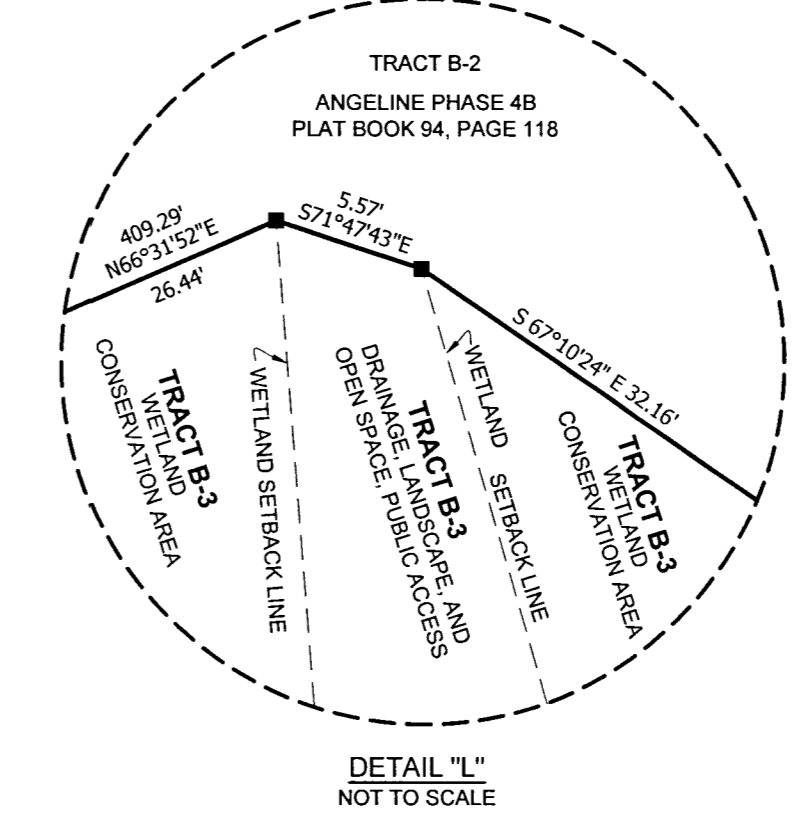 TRACT B-2
ANGELINE PHASE 4B
PLAT BOOK 94, PAGE 118
409.29'
N66°31'52"E
26.44'
5.57'
S71°47'43"E
S 67°10'24" E 32.16'
TRACT B-3
WETLAND
CONSERVATION AREA
WETLAND SETBACK LINE
TRACT B-3
DRAINAGE, LANDSCAPE, AND
OPEN SPACE, PUBLIC ACCESS
WETLAND SETBACK LINE
TRACT B-3
WETLAND
CONSERVATION AREA
DETAIL "L"
NOT TO SCALE